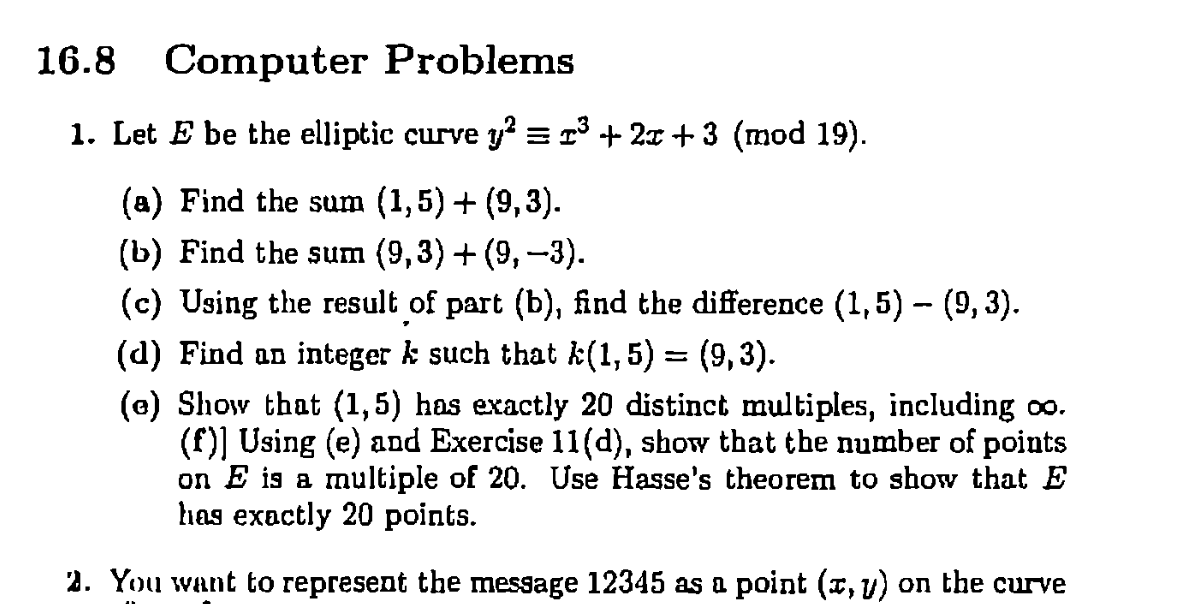 16.8 Computer Problems
1. Let E be the elliptic curve y² ≡ x³ + 2x + 3 (mod 19).
(a) Find the sum (1, 5) + (9, 3).
(b) Find the sum (9, 3) + (9, −3).
(c) Using the result of part (b), find the difference (1, 5) − (9, 3).
(d) Find an integer k such that k(1, 5) = (9, 3).
(e) Show that (1, 5) has exactly 20 distinct multiples, including ∞.
(f)] Using (e) and Exercise 11(d), show that the number of points
on E is a multiple of 20. Use Hasse's theorem to show that E
has exactly 20 points.
2. You want to represent the message 12345 as a point (x, y) on the curve